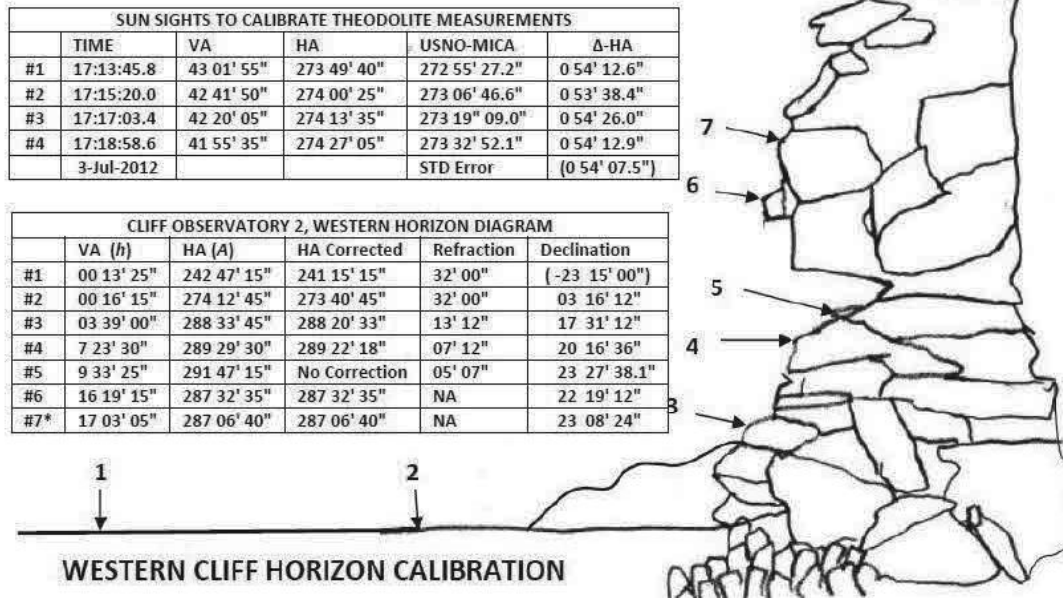 SUN SIGHTS TO CALIBRATE THEODOLITE MEASUREMENTS
TIME VA HA USNO-MICA Δ-HA
#1 17:13:45.8 43 01' 55" 273 49' 40" 272 55' 27.2" 0 54' 12.6"
#2 17:15:20.0 42 41' 50" 274 00' 25" 273 06' 46.6" 0 53' 38.4"
#3 17:17:03.4 42 20' 05" 274 13' 35" 273 19" 09.0" 0 54' 26.0"
#4 17:18:58.6 41 55' 35" 274 27' 05" 273 32' 52.1" 0 54' 12.9"
3-Jul-2012 STD Error (0 54' 07.5")
CLIFF OBSERVATORY 2, WESTERN HORIZON DIAGRAM
VA (h) HA (A) HA Corrected Refraction Declination
#1 00 13' 25" 242 47' 15" 241 15' 15" 32' 00" ( -23 15' 00")
#2 00 16' 15" 274 12' 45" 273 40' 45" 32' 00" 03 16' 12"
#3 03 39' 00" 288 33' 45" 288 20' 33" 13' 12" 17 31' 12"
#4 7 23' 30" 289 29' 30" 289 22' 18" 07' 12" 20 16' 36"
#5 9 33' 25" 291 47' 15" No Correction 05' 07" 23 27' 38.1"
#6 16 19' 15" 287 32' 35" 287 32' 35" NA 22 19' 12"
#7* 17 03' 05" 287 06' 40" 287 06' 40" NA 23 08' 24"
7
6
5
4
3
1 2
WESTERN CLIFF HORIZON CALIBRATION